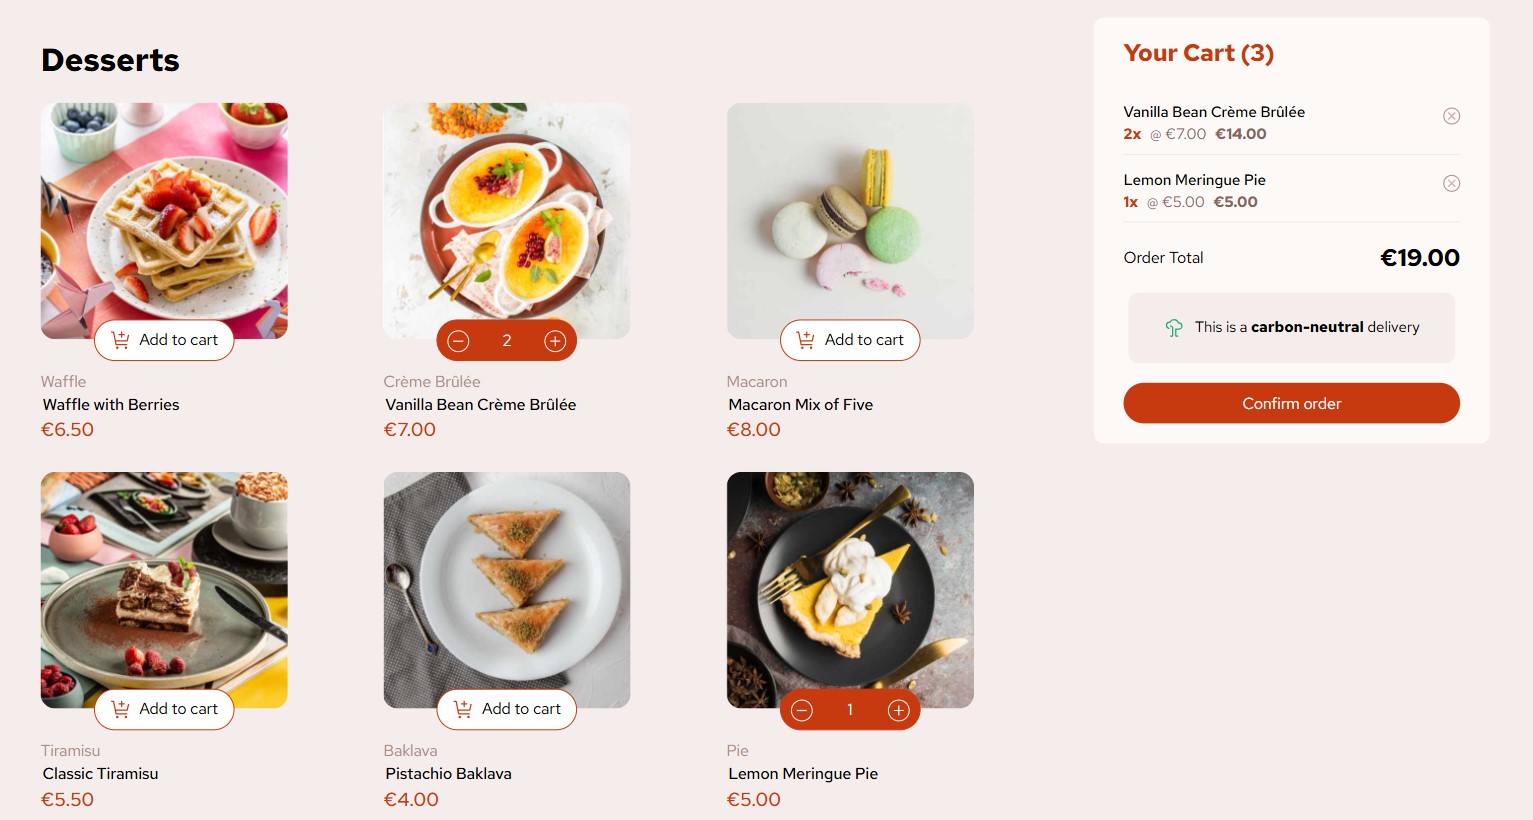 Desserts
Add to cart
Waffle
Waffle with Berries
€6.50
2
Crème Brûlée
Vanilla Bean Crème Brûlée
€7.00
Add to cart
Macaron
Macaron Mix of Five
€8.00
Add to cart
Tiramisu
Classic Tiramisu
€5.50
Add to cart
Baklava
Pistachio Baklava
€4.00
1
Pie
Lemon Meringue Pie
€5.00
Your Cart (3)
Vanilla Bean Crème Brûlée
2x @ €7.00 €14.00
Lemon Meringue Pie
1x @ €5.00 €5.00
Order Total €19.00
This is a carbon-neutral delivery
Confirm order